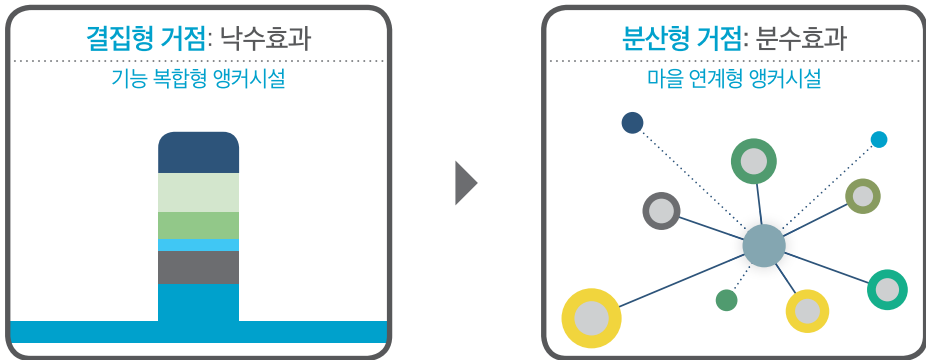 결집형 거점: 낙수효과
기능 복합형 앵커시설
분산형 거점: 분수효과
마을 연계형 앵커시설